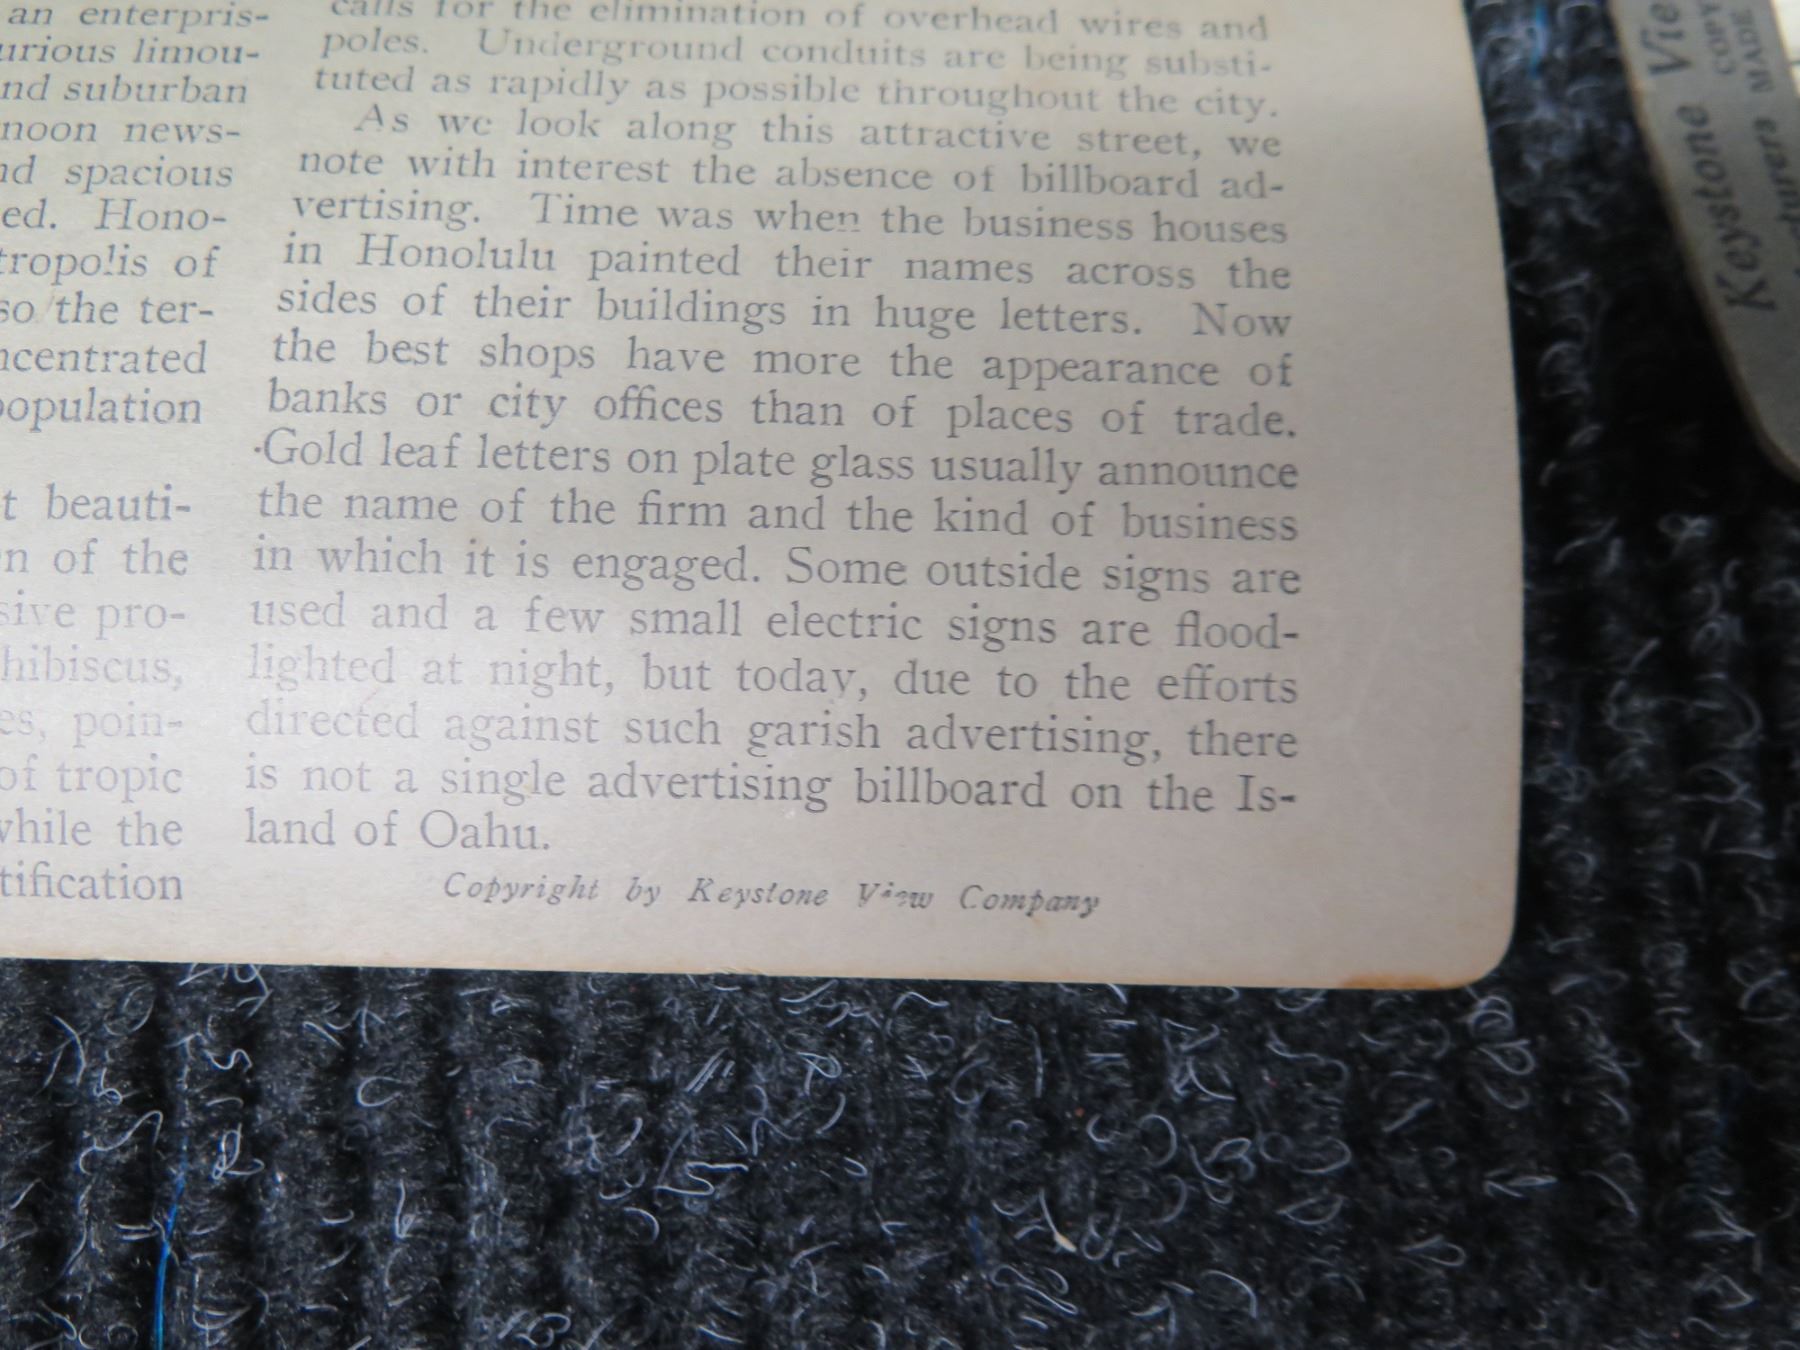 an enterpris-
urious limou-
nd suburban
noon news-
nd spacious
ed. Hono-
tropolis of
so the ter-
ncentrated
population
t beauti-
n of the
sive pro-
hibiscus,
es, poin-
of tropic
while the
tification
calls for the elimination of overhead wires and
poles. Underground conduits are being substi-
tuted as rapidly as possible throughout the city.
As we look along this attractive street, we
note with interest the absence of billboard ad-
vertising. Time was when the business houses
in Honolulu painted their names across the
sides of their buildings in huge letters. Now
the best shops have more the appearance of
banks or city offices than of places of trade.
Gold leaf letters on plate glass usually announce
the name of the firm and the kind of business
in which it is engaged. Some outside signs are
used and a few small electric signs are flood-
lighted at night, but today, due to the efforts
directed against such garish advertising, there
is not a single advertising billboard on the Is-
land of Oahu.
Copyright by Keystone View Company
Keystone Vie
COPY
MADE